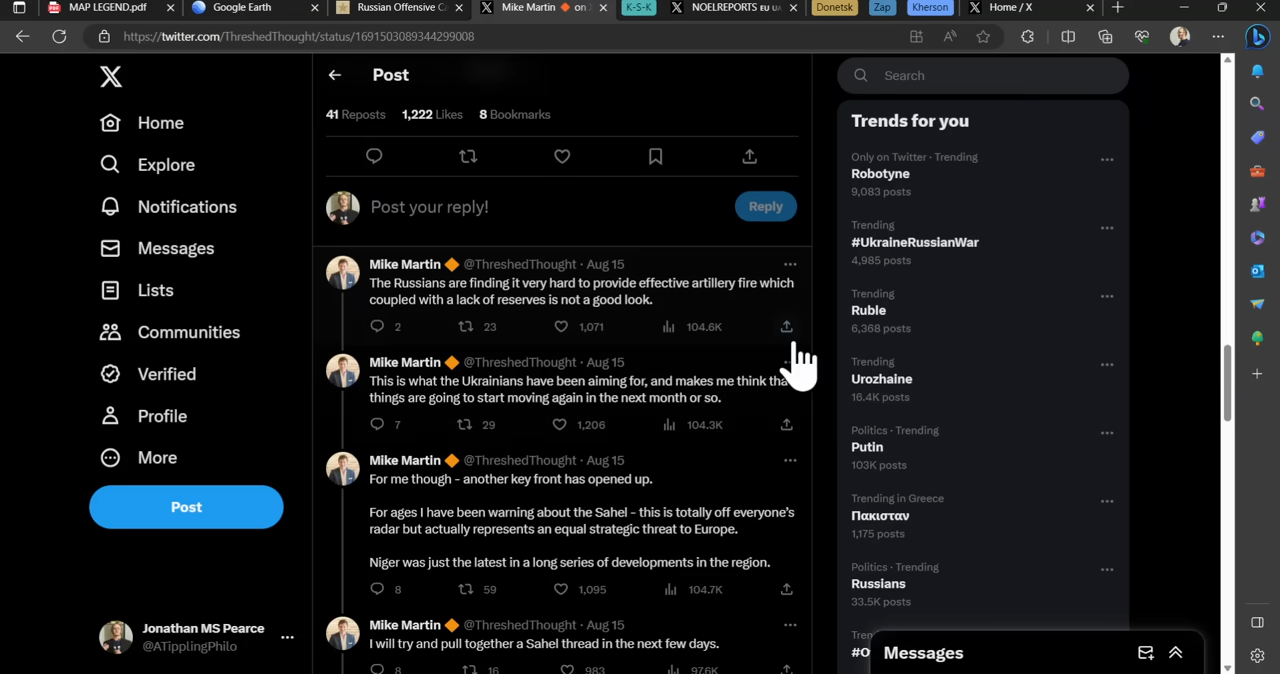 MAP LEGEND.pdf
Google Earth
Russian Offensive C
Mike Martin 🔶 on
K-S-K
NOELREPORTS EU UA
Donetsk
Zap
Kherson
Home / X
https://twitter.com/ThreshedThought/status/1691503089344299008
Home
Explore
Notifications
Messages
Lists
Communities
Verified
Profile
More
Post
Jonathan MS Pearce
@ATipplingPhilo
Post
41 Reposts 1,222 Likes 8 Bookmarks
Post your reply!
Reply
Mike Martin 🔶 @ThreshedThought · Aug 15
The Russians are finding it very hard to provide effective artillery fire which
coupled with a lack of reserves is not a good look.
2 23 1,071 104.6K
Mike Martin 🔶 @ThreshedThought · Aug 15
This is what the Ukrainians have been aiming for, and makes me think tha
things are going to start moving again in the next month or so.
7 29 1,206 104.3K
Mike Martin 🔶 @ThreshedThought · Aug 15
For me though - another key front has opened up.
For ages I have been warning about the Sahel - this is totally off everyone's
radar but actually represents an equal strategic threat to Europe.
Niger was just the latest in a long series of developments in the region.
8 59 1,095 104.7K
Mike Martin 🔶 @ThreshedThought · Aug 15
I will try and pull together a Sahel thread in the next few days.
8 16 983 97.6K
Search
Trends for you
Only on Twitter · Trending
Robotyne
9,083 posts
Trending
#UkraineRussianWar
4,985 posts
Trending
Ruble
6,368 posts
Trending
Urozhaine
16.4K posts
Politics · Trending
Putin
103K posts
Trending in Greece
Πακισταν
1,175 posts
Politics · Trending
Russians
33.5K posts
Tren
#O
Messages